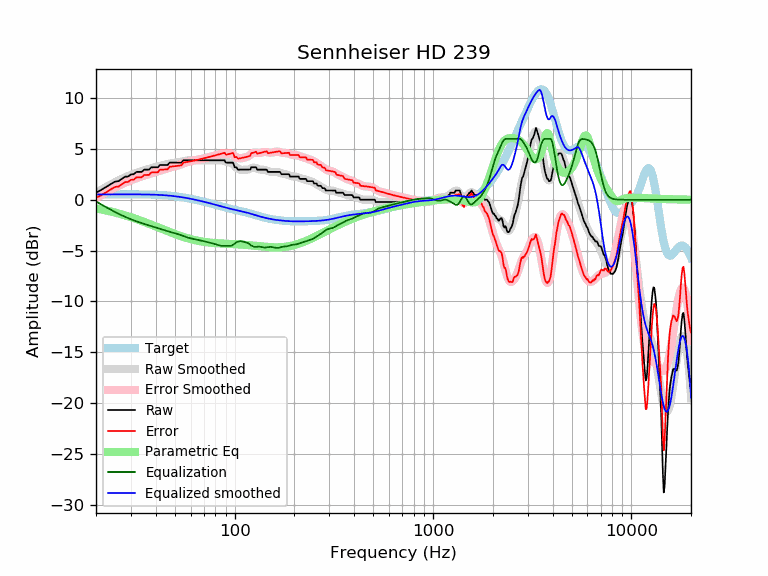 Sennheiser HD 239
Amplitude (dBr)
10
5
0
−5
−10
−15
−20
−25
−30
Target
Raw Smoothed
Error Smoothed
Raw
Error
Parametric Eq
Equalization
Equalized smoothed
100
1000
10000
Frequency (Hz)